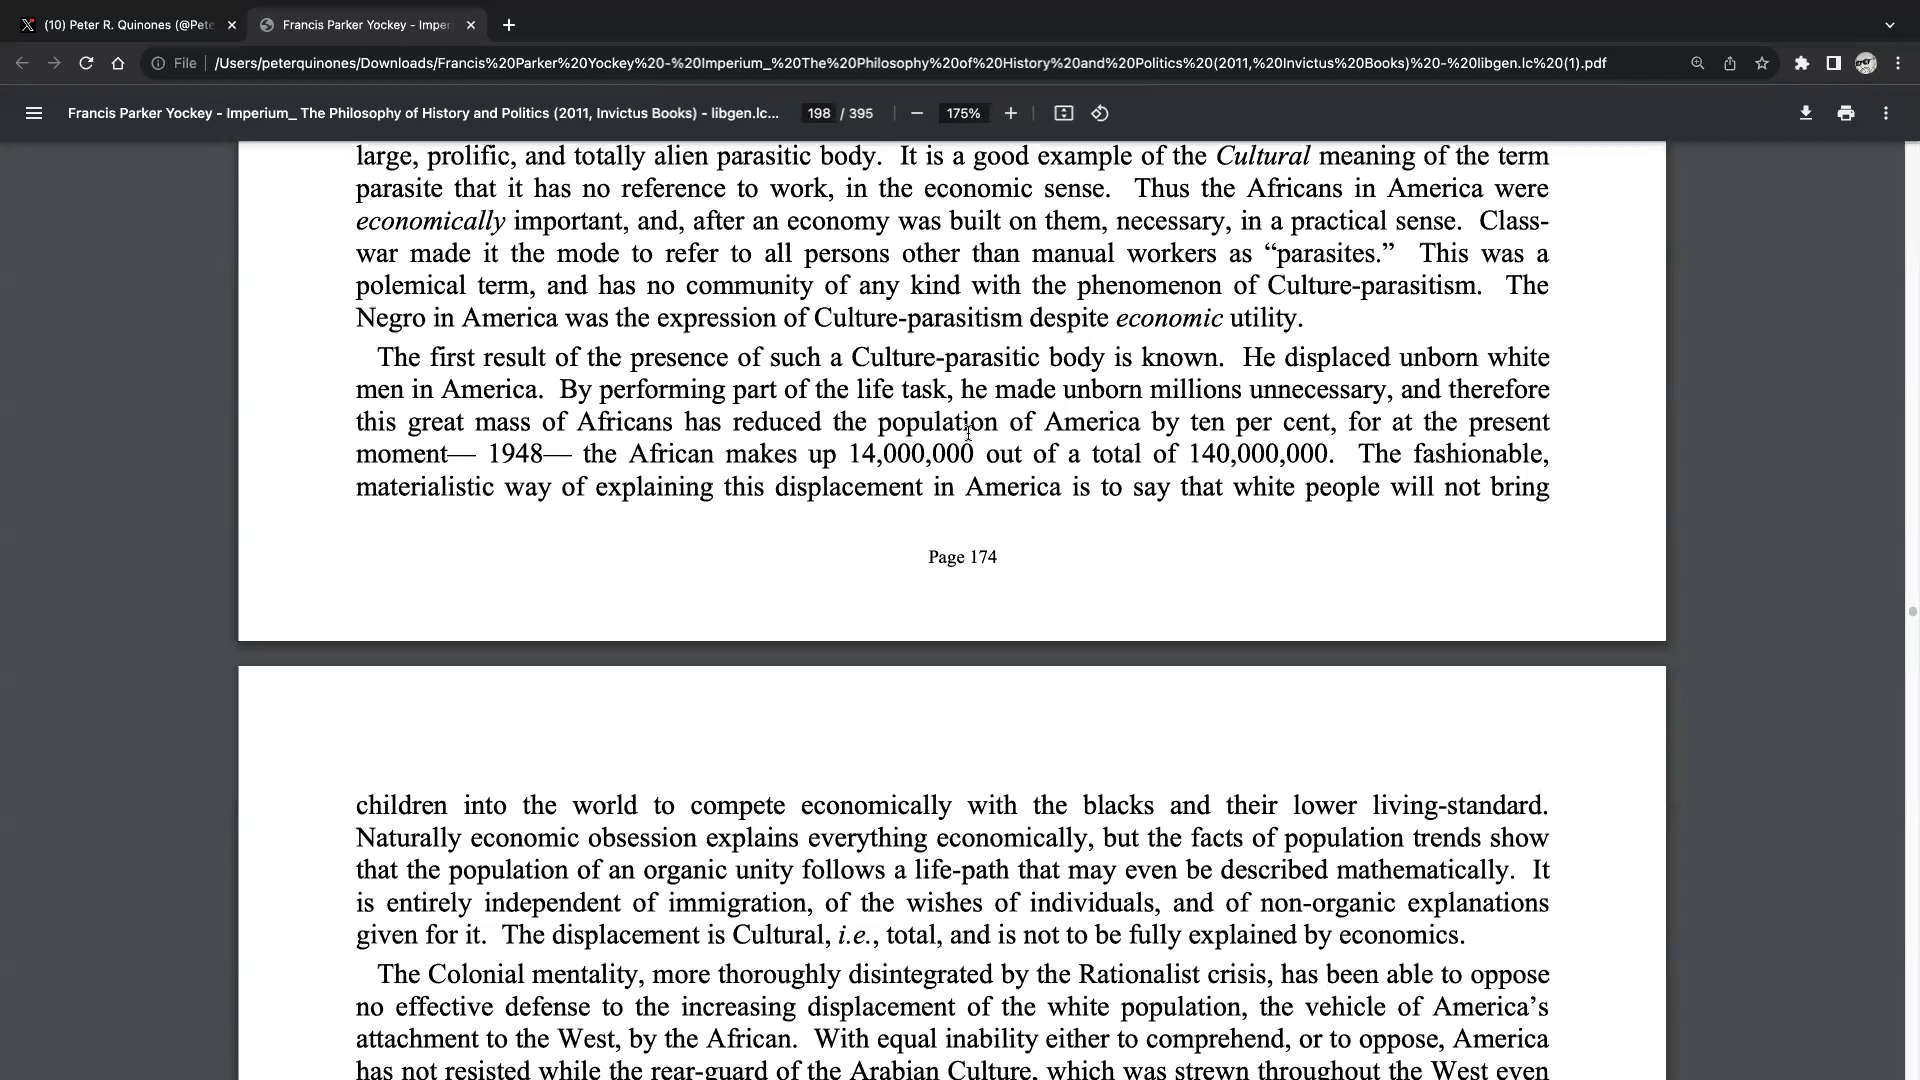 (10) Peter R. Quinones (@Pete
Francis Parker Yockey - Imper
File
/Users/peterquinones/Downloads/Francis%20Parker%20Yockey%20-%20Imperium_%20The%20Philosophy%20of%20History%20and%20Politics%20(2011,%20Invictus%20Books)%20-%20libgen.lc%20(1).pdf
Francis Parker Yockey - Imperium_ The Philosophy of History and Politics (2011, Invictus Books) - libgen.lc... 198 / 395 175%
large, prolific, and totally alien parasitic body. It is a good example of the Cultural meaning of the term
parasite that it has no reference to work, in the economic sense. Thus the Africans in America were
economically important, and, after an economy was built on them, necessary, in a practical sense. Class-
war made it the mode to refer to all persons other than manual workers as “parasites.” This was a
polemical term, and has no community of any kind with the phenomenon of Culture-parasitism. The
Negro in America was the expression of Culture-parasitism despite economic utility.
The first result of the presence of such a Culture-parasitic body is known. He displaced unborn white
men in America. By performing part of the life task, he made unborn millions unnecessary, and therefore
this great mass of Africans has reduced the population of America by ten per cent, for at the present
moment— 1948— the African makes up 14,000,000 out of a total of 140,000,000. The fashionable,
materialistic way of explaining this displacement in America is to say that white people will not bring
Page 174
children into the world to compete economically with the blacks and their lower living-standard.
Naturally economic obsession explains everything economically, but the facts of population trends show
that the population of an organic unity follows a life-path that may even be described mathematically. It
is entirely independent of immigration, of the wishes of individuals, and of non-organic explanations
given for it. The displacement is Cultural, i.e., total, and is not to be fully explained by economics.
The Colonial mentality, more thoroughly disintegrated by the Rationalist crisis, has been able to oppose
no effective defense to the increasing displacement of the white population, the vehicle of America’s
attachment to the West, by the African. With equal inability either to comprehend, or to oppose, America
has not resisted while the rear-guard of the Arabian Culture, which was strewn throughout the West even